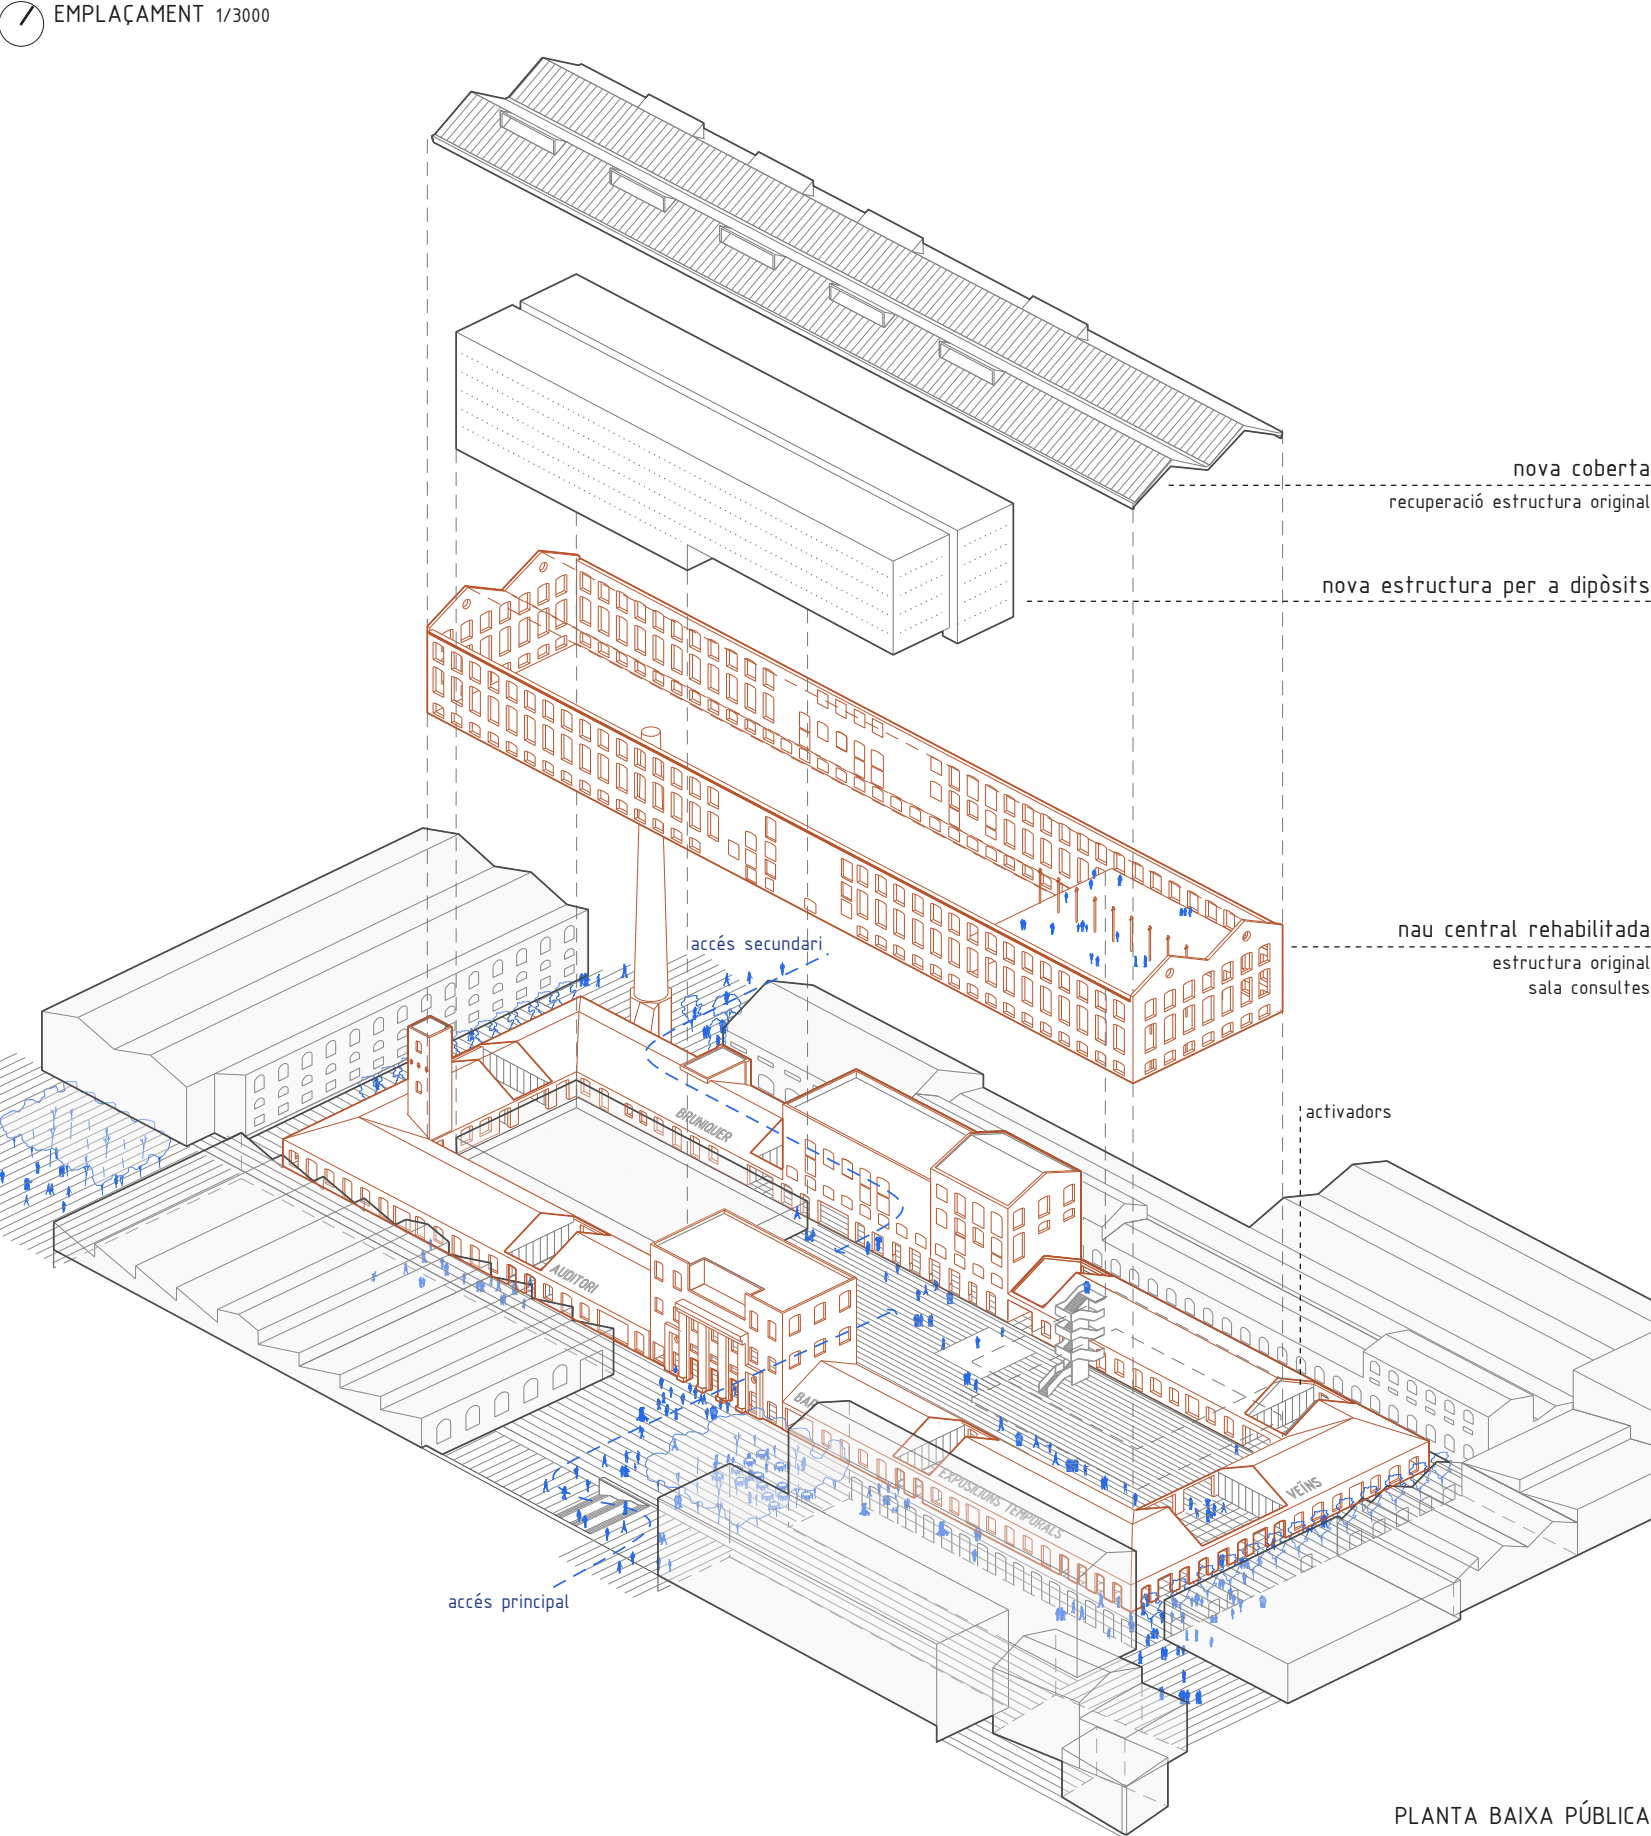 EMPLAÇAMENT 1/3000
nova coberta
recuperació estructura original
nova estructura per a dipòsits
nau central rehabilitada
estructura original
sala consultes
accés secundari
activadors
BRUNIQUER
AUDITORI
BAR
EXPOSICIONS TEMPORALS
VEÏNS
accés principal
PLANTA BAIXA PÚBLICA